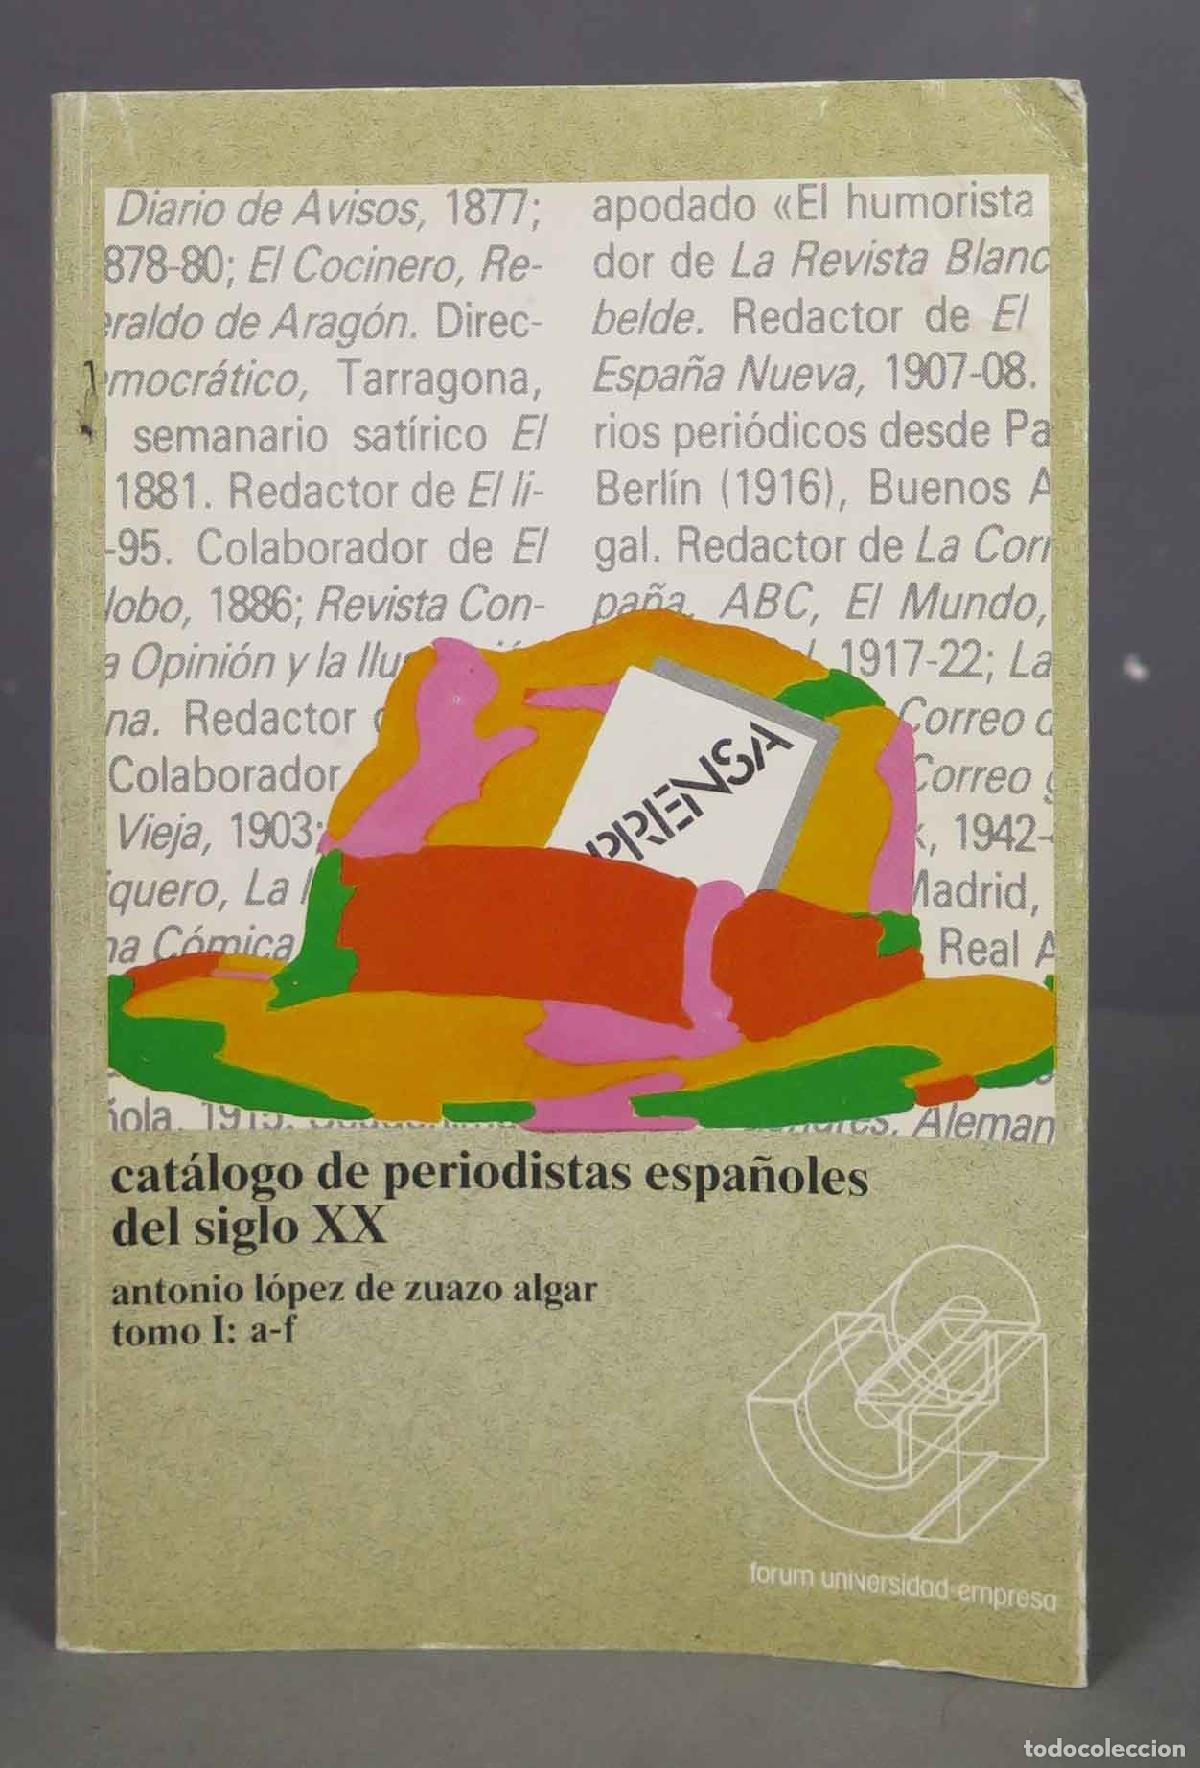 Diario de Avisos, 1877;
878-80; El Cocinero, Re-
eraldo de Aragón. Direc-
emocrático, Tarragona,
semanario satírico El
1881. Redactor de El li-
-95. Colaborador de El
lobo, 1886; Revista Con-
a Opinión y la Ilu
na. Redactor
Colaborador
Vieja, 1903;
iquero, La
na Cómica
ñola, 1915.
apodado «El humorista
dor de La Revista Blanc
belde. Redactor de El
España Nueva, 1907-08.
rios periódicos desde Pa
Berlín (1916), Buenos A
gal. Redactor de La Corr
paña, ABC, El Mundo,
1917-22; La
Correo d
Correo g
, 1942-
Madrid,
Real A
Aleman
PRENSA
catálogo de periodistas españoles
del siglo XX
antonio lópez de zuazo algar
tomo I: a-f
forum universidad-empresa
todocoleccion